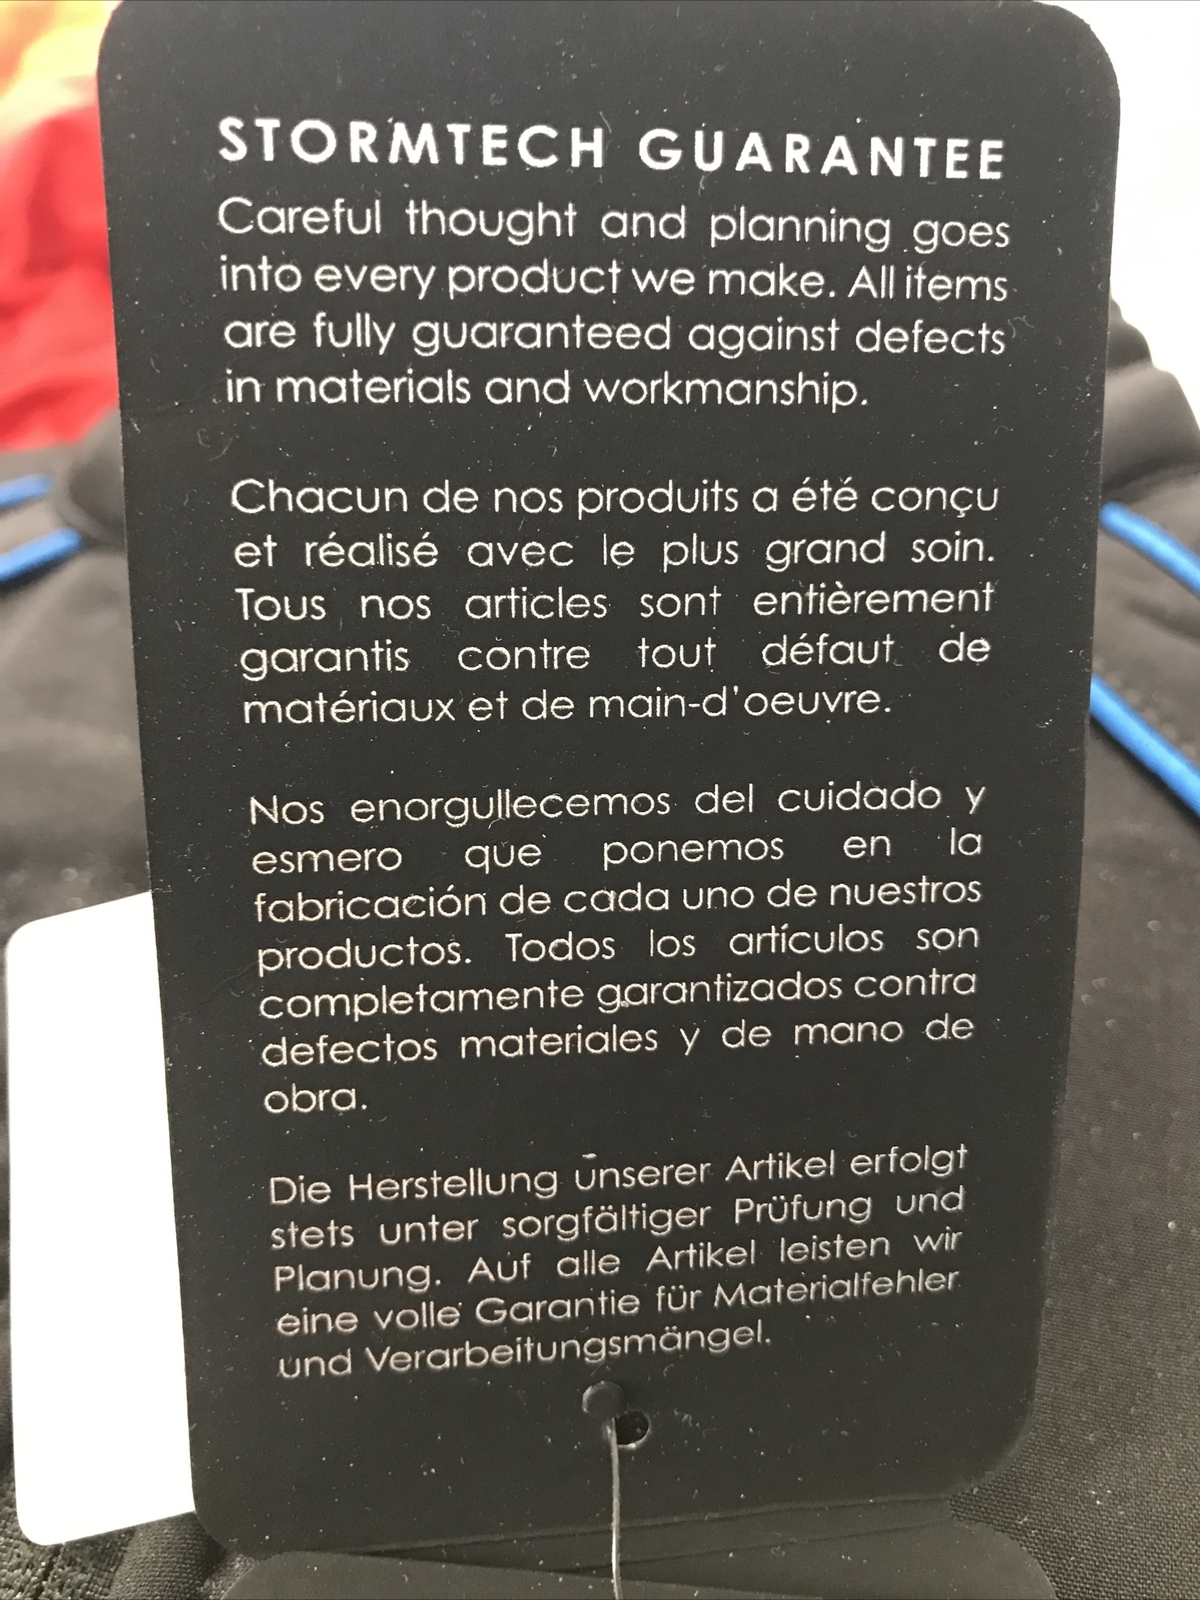 STORMTECH GUARANTEE
Careful thought and planning goes
into every product we make. All items
are fully guaranteed against defects
in materials and workmanship.
Chacun de nos produits a été conçu
et réalisé avec le plus grand soin.
Tous nos articles sont entièrement
garantis contre tout défaut de
matériaux et de main-d'oeuvre.
Nos enorgullecemos del cuidado y
esmero que ponemos en la
fabricación de cada uno de nuestros
productos. Todos los artículos son
completamente garantizados contra
defectos materiales y de mano de
obra.
Die Herstellung unserer Artikel erfolgt
stets unter sorgfältiger Prüfung und
Planung. Auf alle Artikel leisten wir
eine volle Garantie für Materialfehler
und Verarbeitungsmängel.